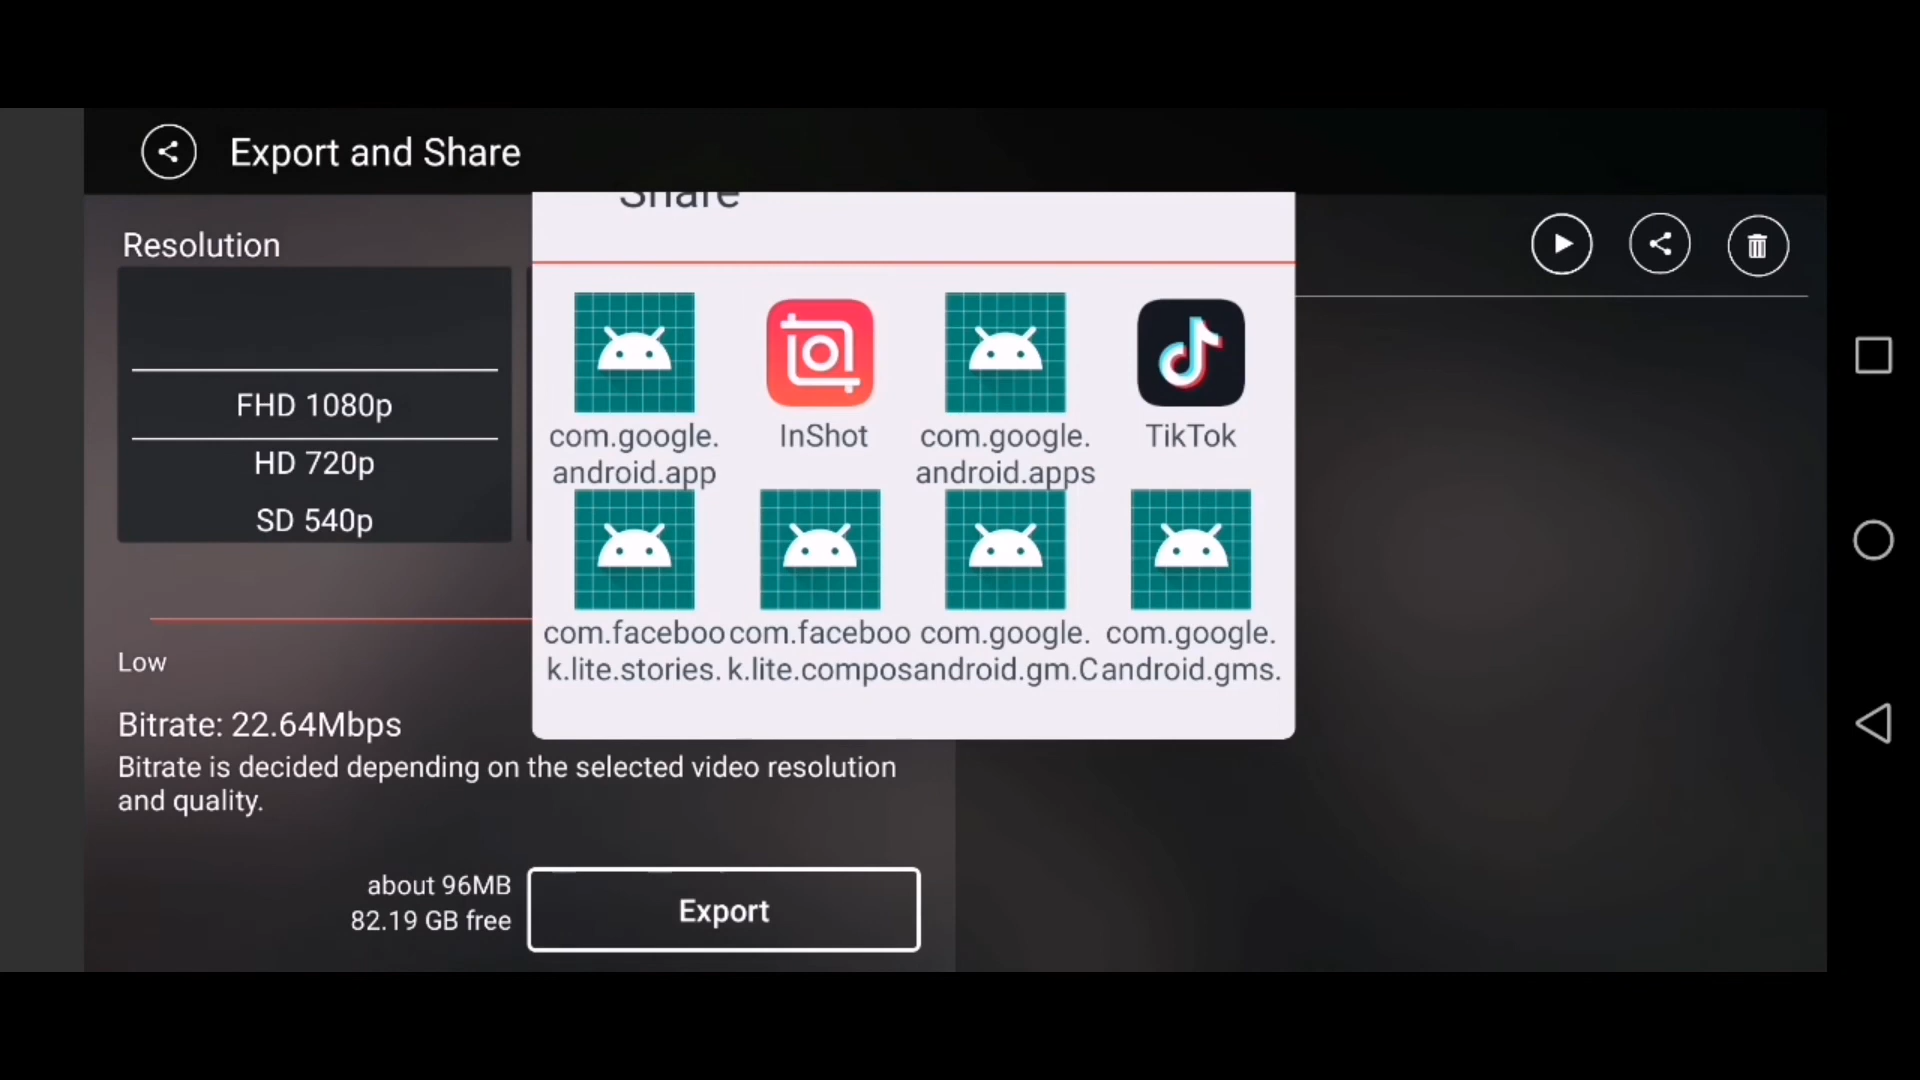 Export and Share
Share
Resolution
FHD 1080p
HD 720p
SD 540p
com.google.
android.app
InShot
com.google.
android.apps
TikTok
com.faceboo
k.lite.stories.
com.faceboo
k.lite.compos
com.google.
android.gm.C
com.google.
android.gms.
Low
Bitrate: 22.64Mbps
Bitrate is decided depending on the selected video resolution
and quality.
about 96MB
82.19 GB free
Export